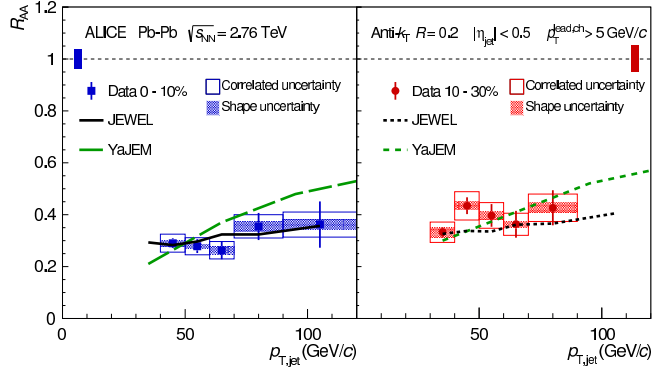 R_AA
ALICE Pb-Pb √s_NN = 2.76 TeV
Anti-k_T R = 0.2 |η_jet| < 0.5 p_T^lead,ch > 5 GeV/c
1.2
1
0.8
0.6
0.4
0.2
0
Data 0 - 10%
Correlated uncertainty
Shape uncertainty
JEWEL
YaJEM
Data 10 - 30%
Correlated uncertainty
Shape uncertainty
JEWEL
YaJEM
0 50 100
50 100
p_T,jet (GeV/c)
p_T,jet (GeV/c)